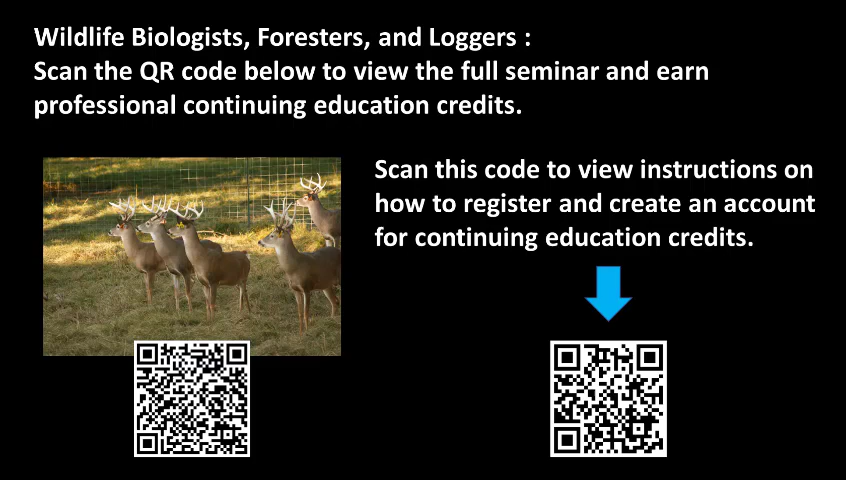 Wildlife Biologists, Foresters, and Loggers :
Scan the QR code below to view the full seminar and earn
professional continuing education credits.
Scan this code to view instructions on
how to register and create an account
for continuing education credits.